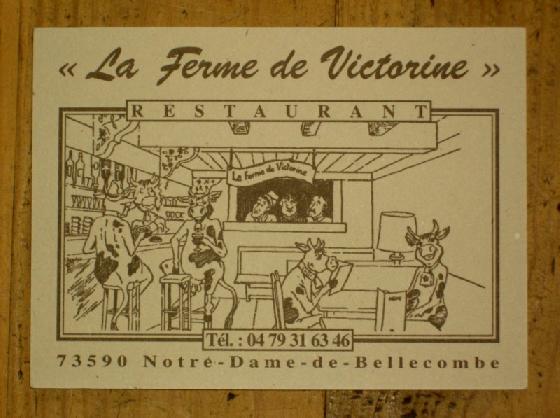 « La Ferme de Victorine »
RESTAURANT
La Ferme de Victorine
Tél. : 04 79 31 63 46
73590 Notré-Dame-de-Bellecombe